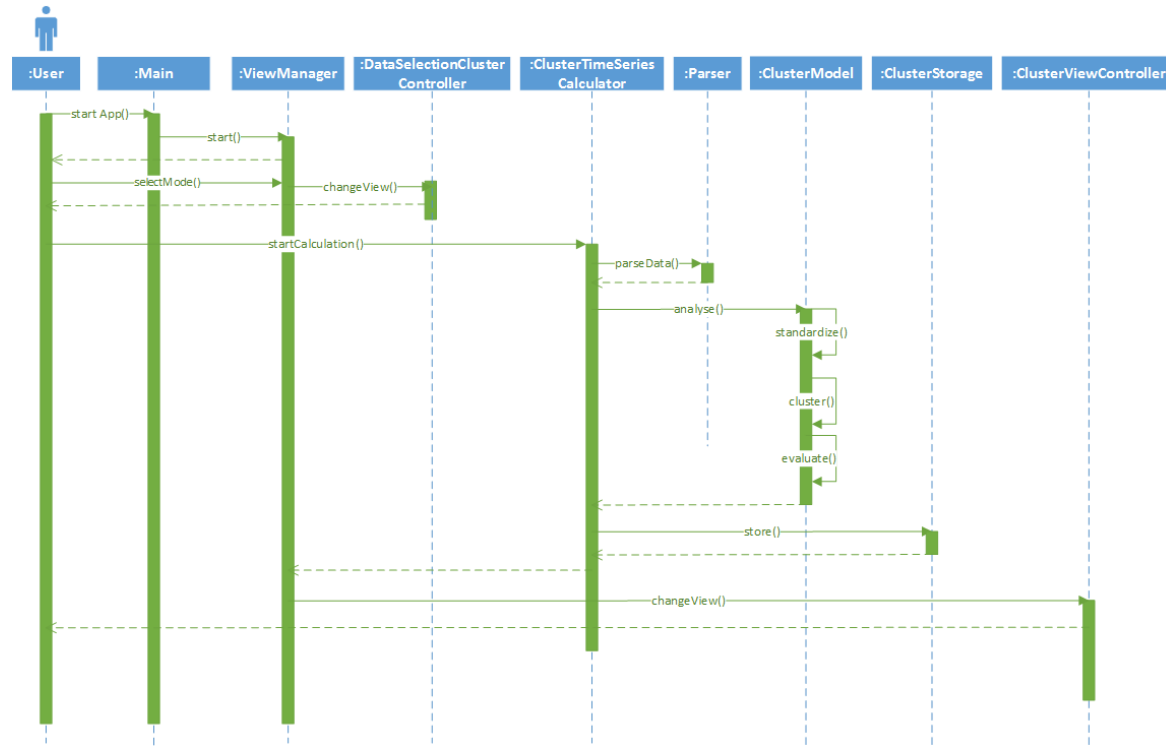 :User
:Main
:ViewManager
:DataSelectionCluster
Controller
:ClusterTimeSeries
Calculator
:Parser
:ClusterModel
:ClusterStorage
:ClusterViewController
start App()
start()
selectMode()
changeView()
startCalculation()
parseData()
analyse()
standardize()
cluster()
evaluate()
store()
changeView()